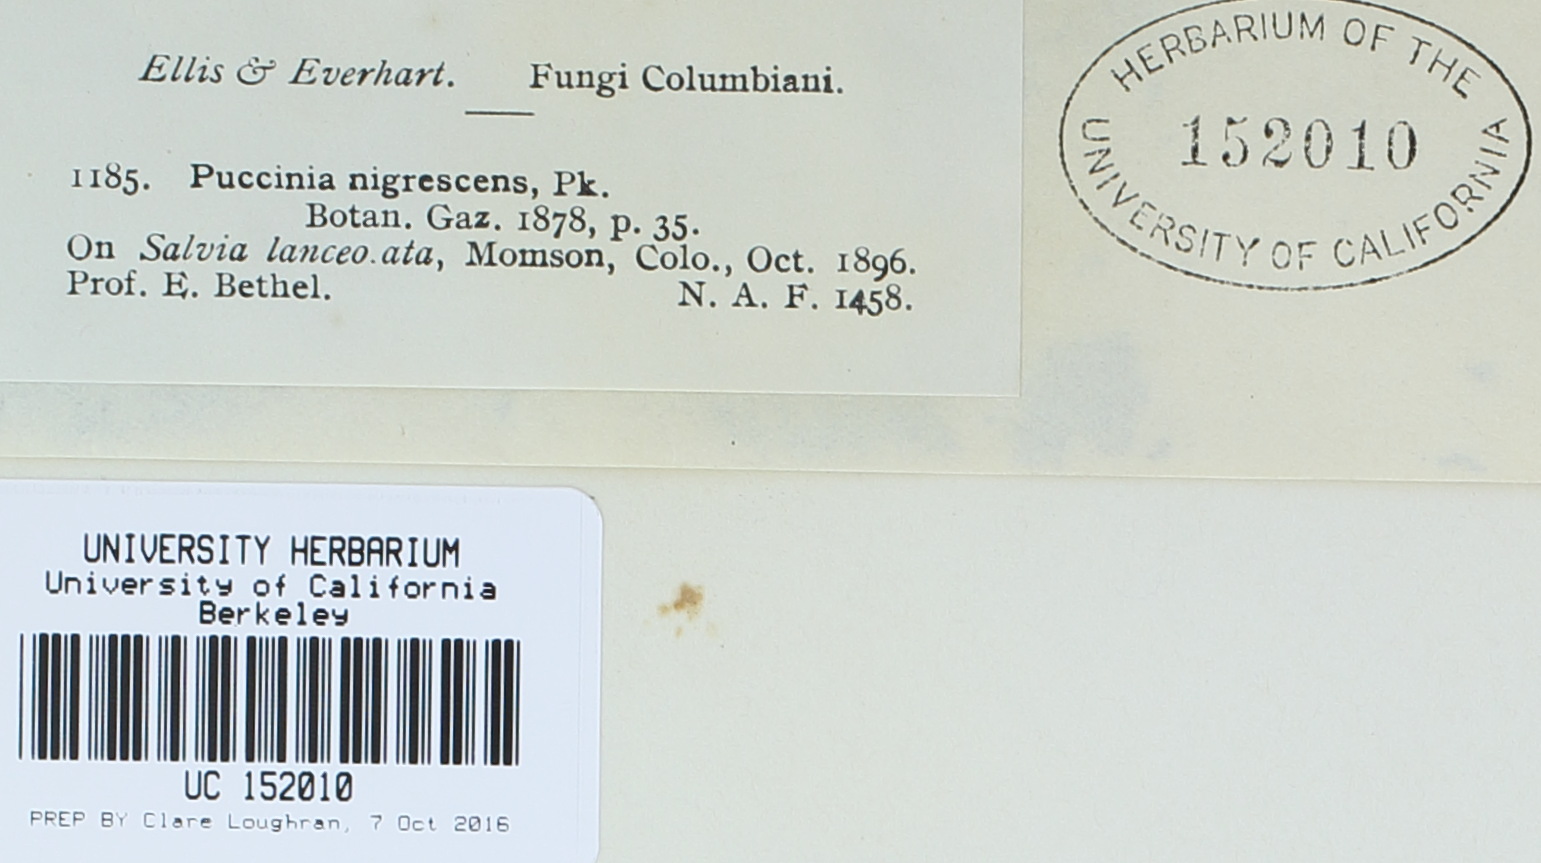 Ellis & Everhart. Fungi Columbiani.
1185. Puccinia nigrescens, Pk.
Botan. Gaz. 1878, p. 35.
On Salvia lanceo.ata, Momson, Colo., Oct. 1896.
Prof. E. Bethel. N. A. F. 1458.
HERBARIUM OF THE
152010
UNIVERSITY OF CALIFORNIA
UNIVERSITY HERBARIUM
University of California
Berkeley
UC 152010
PREP BY Clare Loughran, 7 Oct 2016